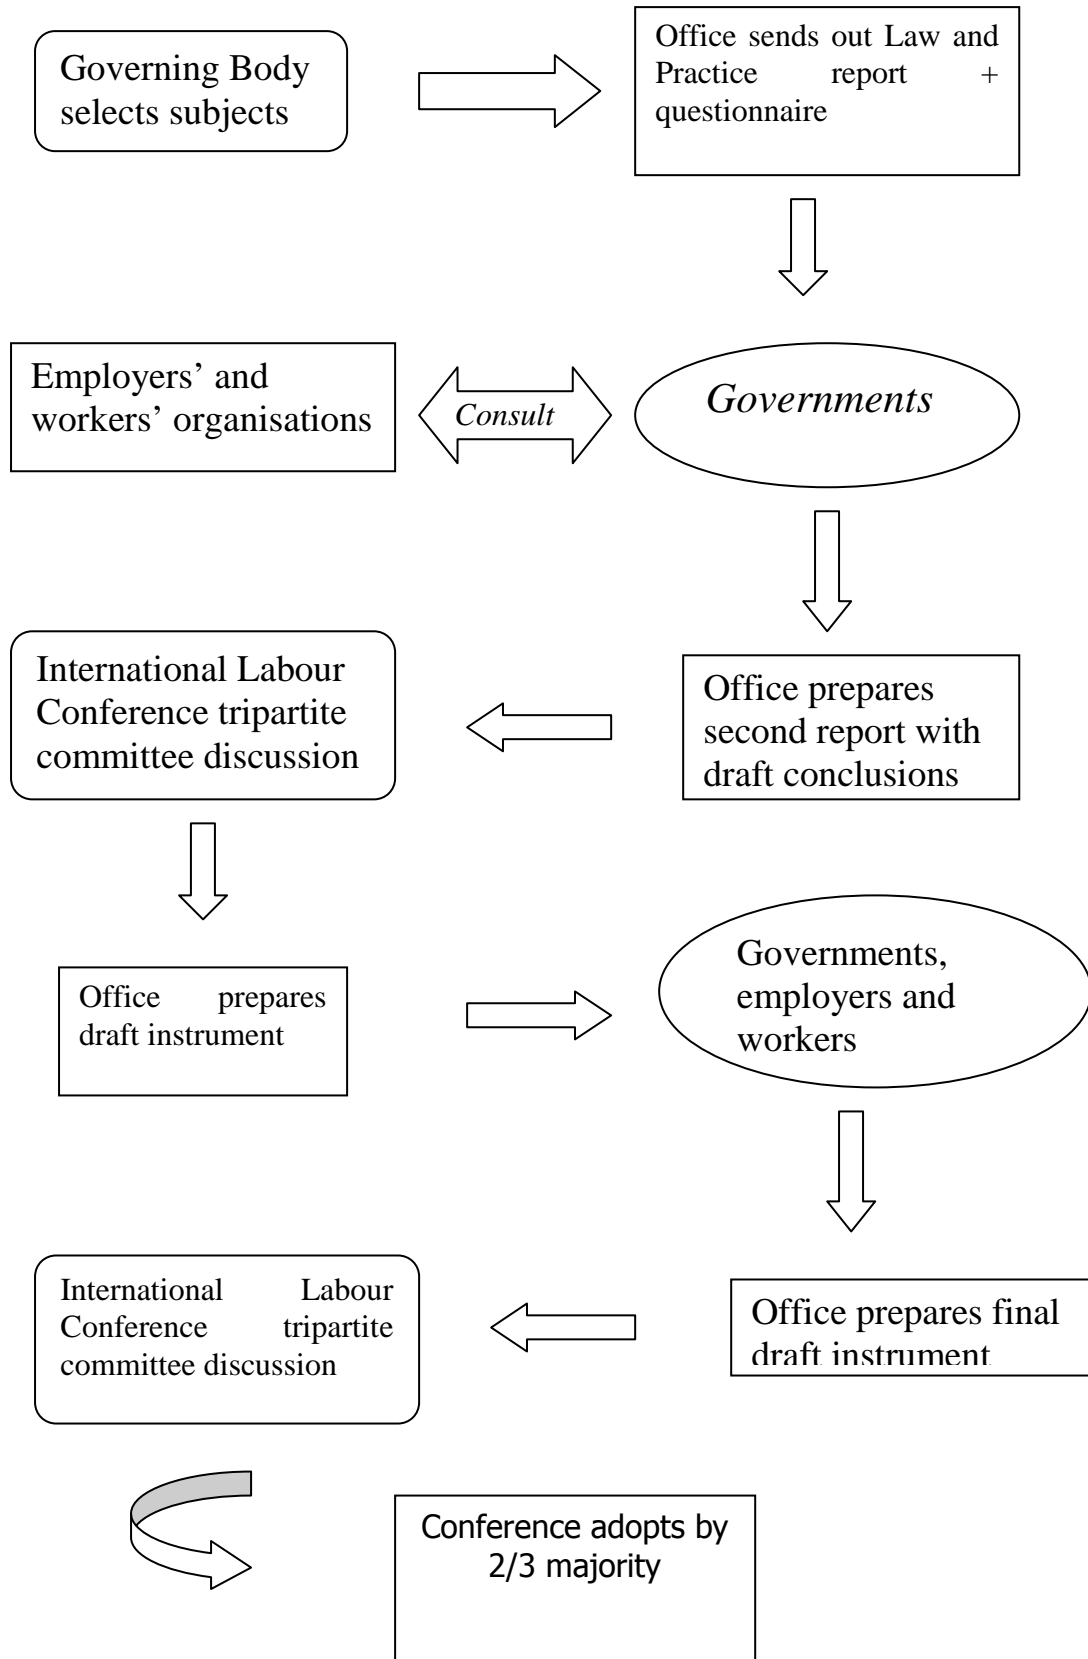 Governing Body
selects subjects
Office sends out Law and
Practice report +
questionnaire
Employers’ and
workers’ organisations
Consult
Governments
International Labour
Conference tripartite
committee discussion
Office prepares
second report with
draft conclusions
Office prepares
draft instrument
Governments,
employers and
workers
International Labour
Conference tripartite
committee discussion
Office prepares final
draft instrument
Conference adopts by
2/3 majority